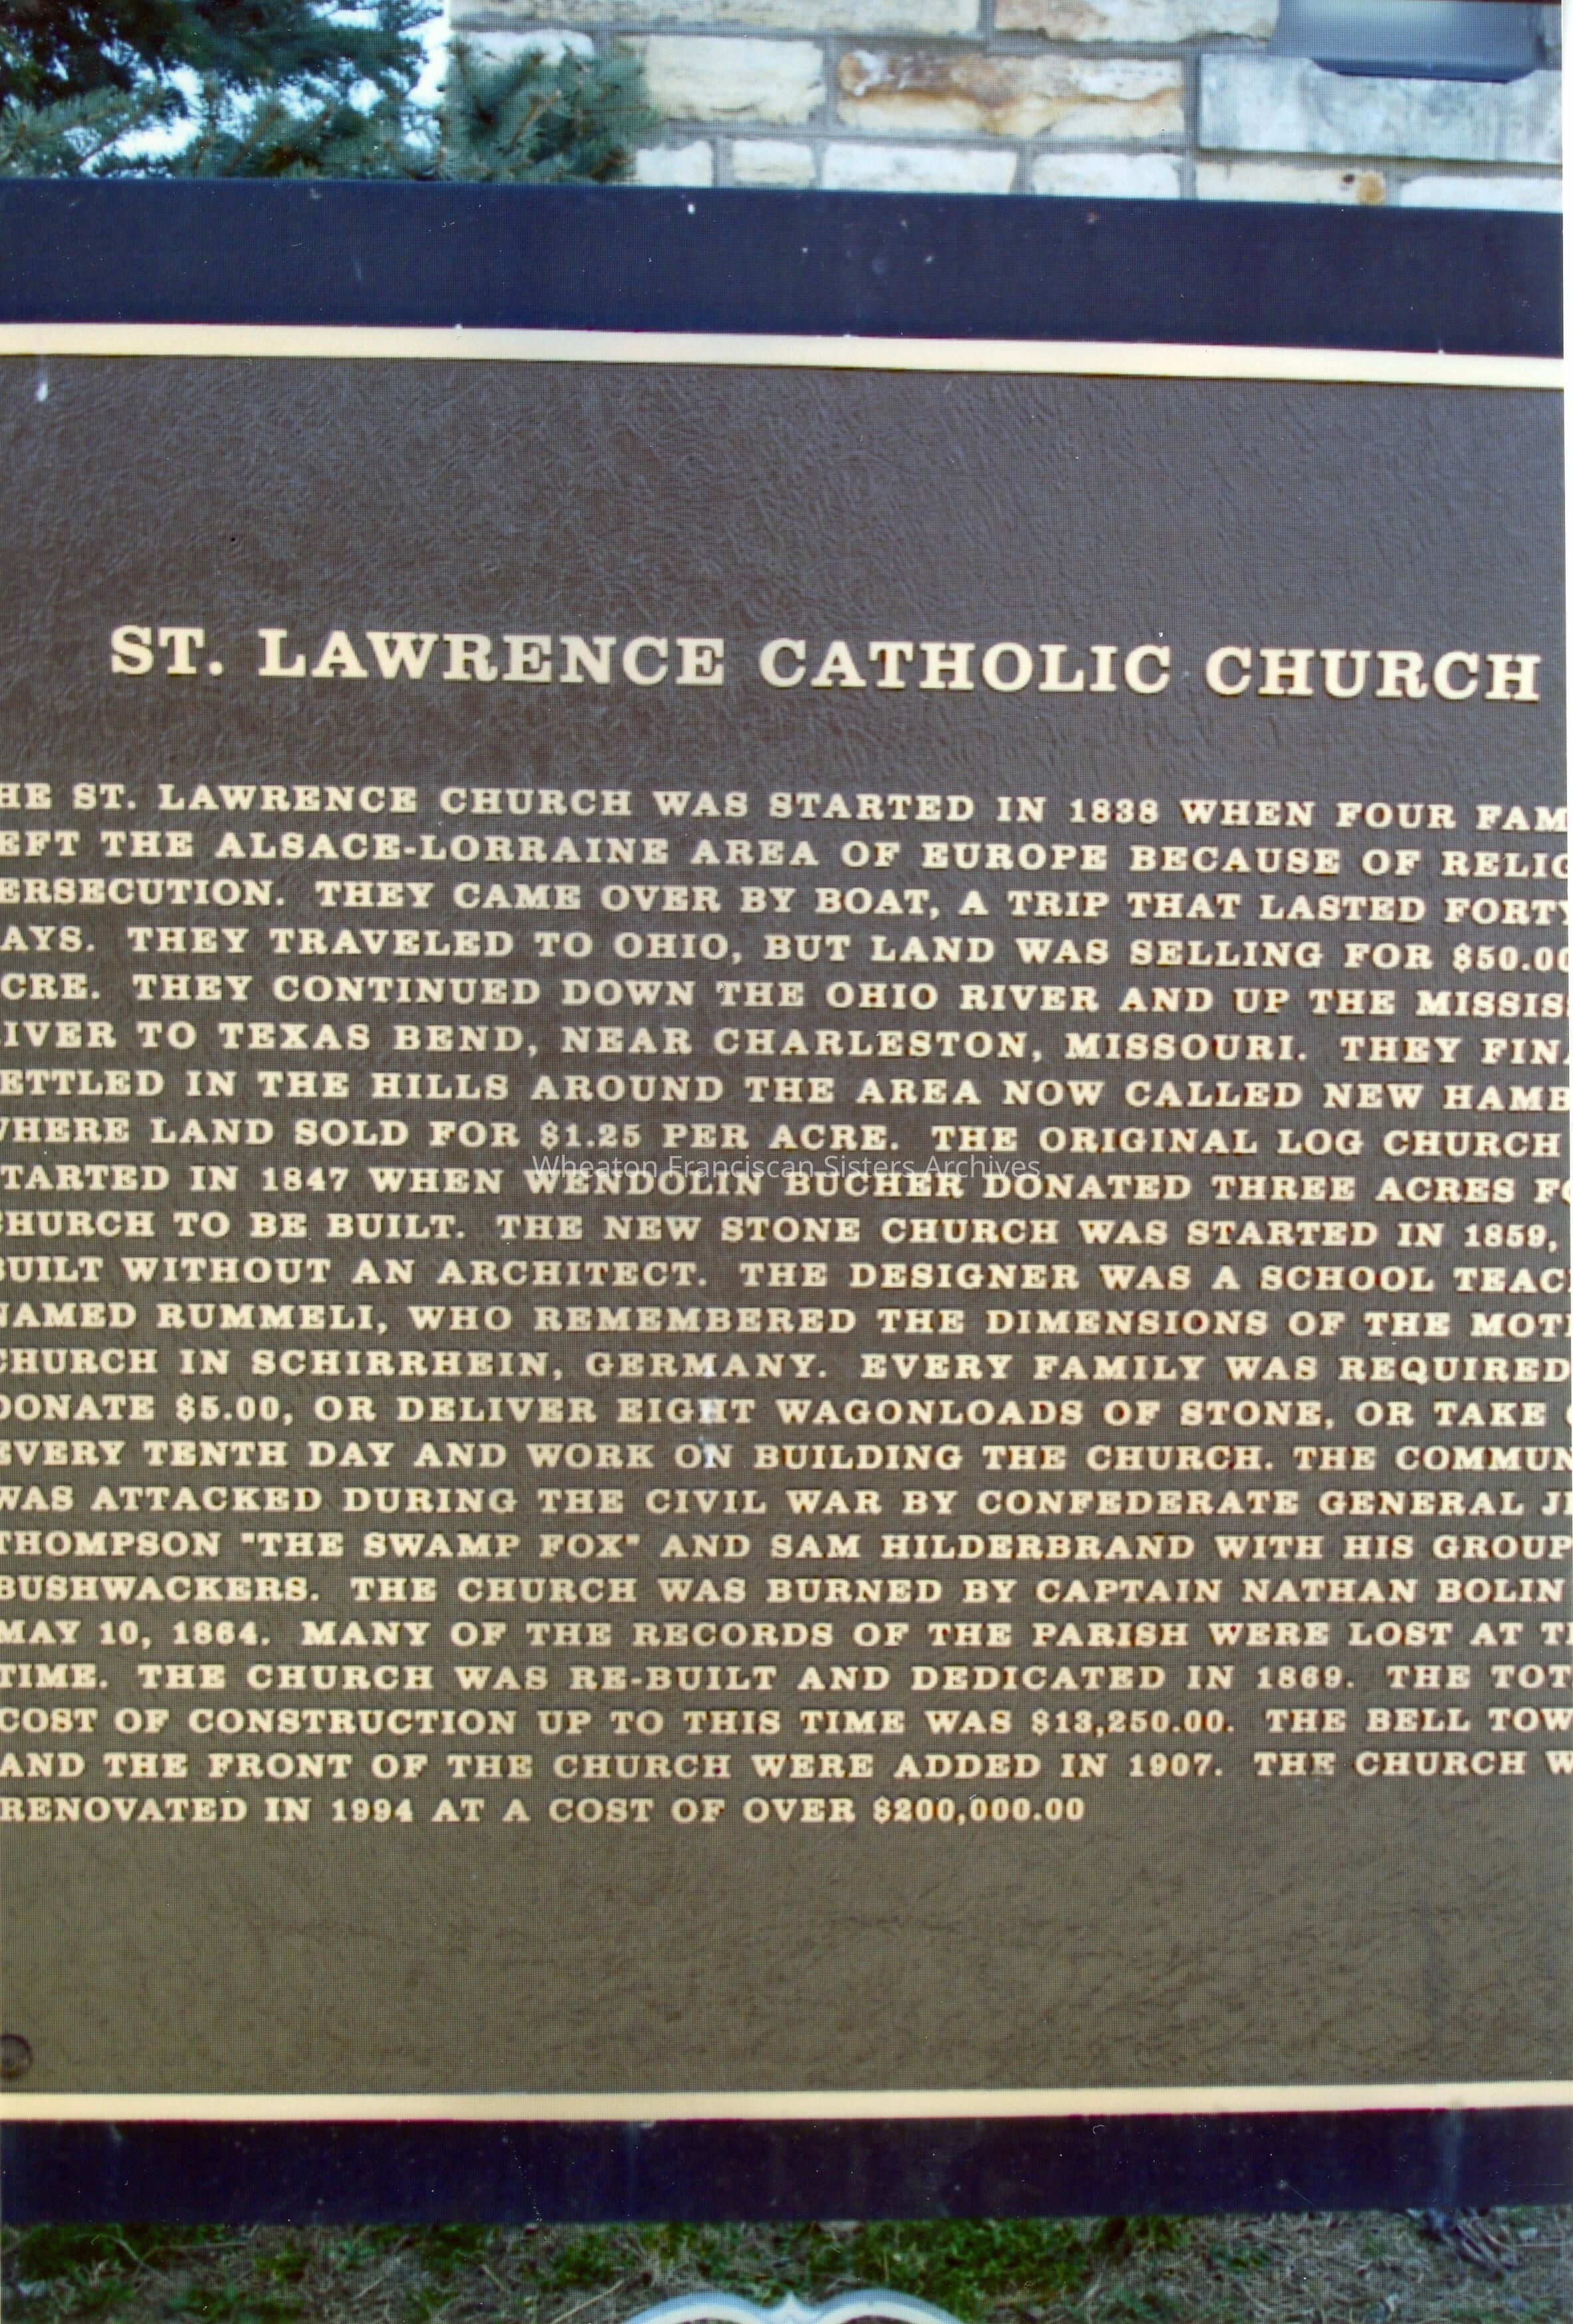 ST. LAWRENCE CATHOLIC CHURCH
HE ST. LAWRENCE CHURCH WAS STARTED IN 1838 WHEN FOUR FAM
EFT THE ALSACE-LORRAINE AREA OF EUROPE BECAUSE OF RELIG
ERSECUTION. THEY CAME OVER BY BOAT, A TRIP THAT LASTED FORTY
AYS. THEY TRAVELED TO OHIO, BUT LAND WAS SELLING FOR $50.00
CRE. THEY CONTINUED DOWN THE OHIO RIVER AND UP THE MISSIS
IVER TO TEXAS BEND, NEAR CHARLESTON, MISSOURI. THEY FINA
ETTLED IN THE HILLS AROUND THE AREA NOW CALLED NEW HAMB
WHERE LAND SOLD FOR $1.25 PER ACRE. THE ORIGINAL LOG CHURCH
TARTED IN 1847 WHEN WENDOLIN BUCHER DONATED THREE ACRES FO
Wheaton Franciscan Sisters Archives
CHURCH TO BE BUILT. THE NEW STONE CHURCH WAS STARTED IN 1859,
BUILT WITHOUT AN ARCHITECT. THE DESIGNER WAS A SCHOOL TEAC
NAMED RUMMELI, WHO REMEMBERED THE DIMENSIONS OF THE MOTH
CHURCH IN SCHIRRHEIN, GERMANY. EVERY FAMILY WAS REQUIRED
DONATE $5.00, OR DELIVER EIGHT WAGONLOADS OF STONE, OR TAKE
EVERY TENTH DAY AND WORK ON BUILDING THE CHURCH. THE COMMUN
WAS ATTACKED DURING THE CIVIL WAR BY CONFEDERATE GENERAL JE
THOMPSON "THE SWAMP FOX" AND SAM HILDERBRAND WITH HIS GROUP
BUSHWACKERS. THE CHURCH WAS BURNED BY CAPTAIN NATHAN BOLIN
MAY 10, 1864. MANY OF THE RECORDS OF THE PARISH WERE LOST AT TH
TIME. THE CHURCH WAS RE-BUILT AND DEDICATED IN 1869. THE TOT
COST OF CONSTRUCTION UP TO THIS TIME WAS $13,250.00. THE BELL TOW
AND THE FRONT OF THE CHURCH WERE ADDED IN 1907. THE CHURCH W
RENOVATED IN 1994 AT A COST OF OVER $200,000.00